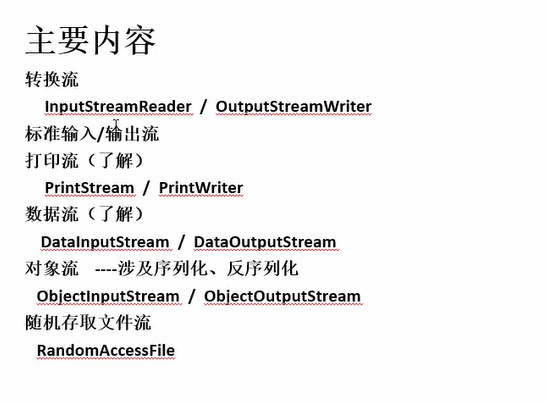 主要内容
转换流
InputStreamReader / OutputStreamWriter
标准输入/输出流
打印流（了解）
PrintStream / PrintWriter
数据流（了解）
DataInputStream / DataOutputStream
对象流 ----涉及序列化、反序列化
ObjectInputStream / ObjectOutputStream
随机存取文件流
RandomAccessFile